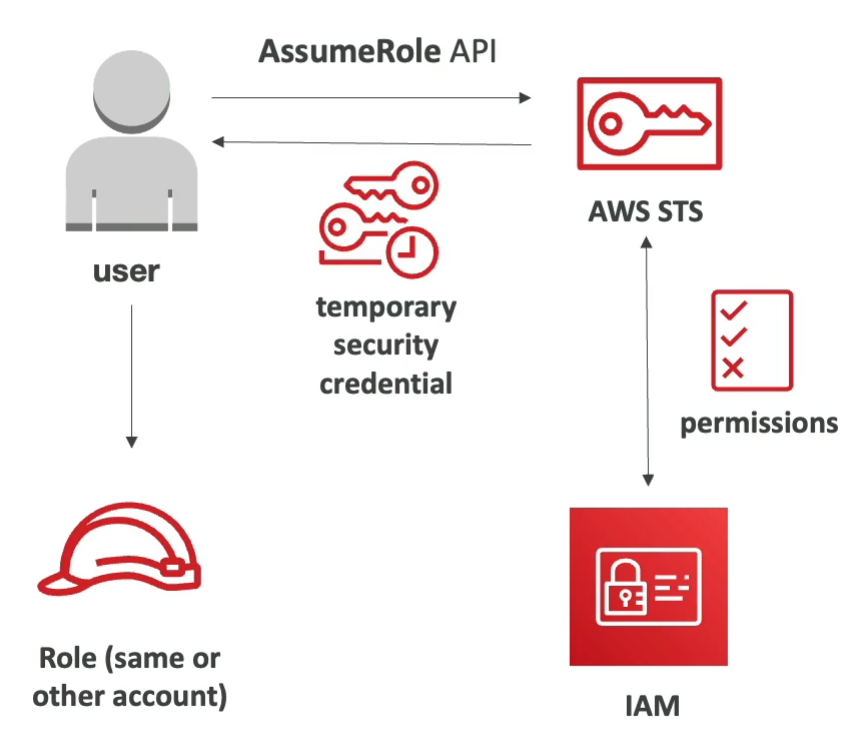 AssumeRole API
AWS STS
user
temporary
security
credential
permissions
Role (same or
other account)
IAM